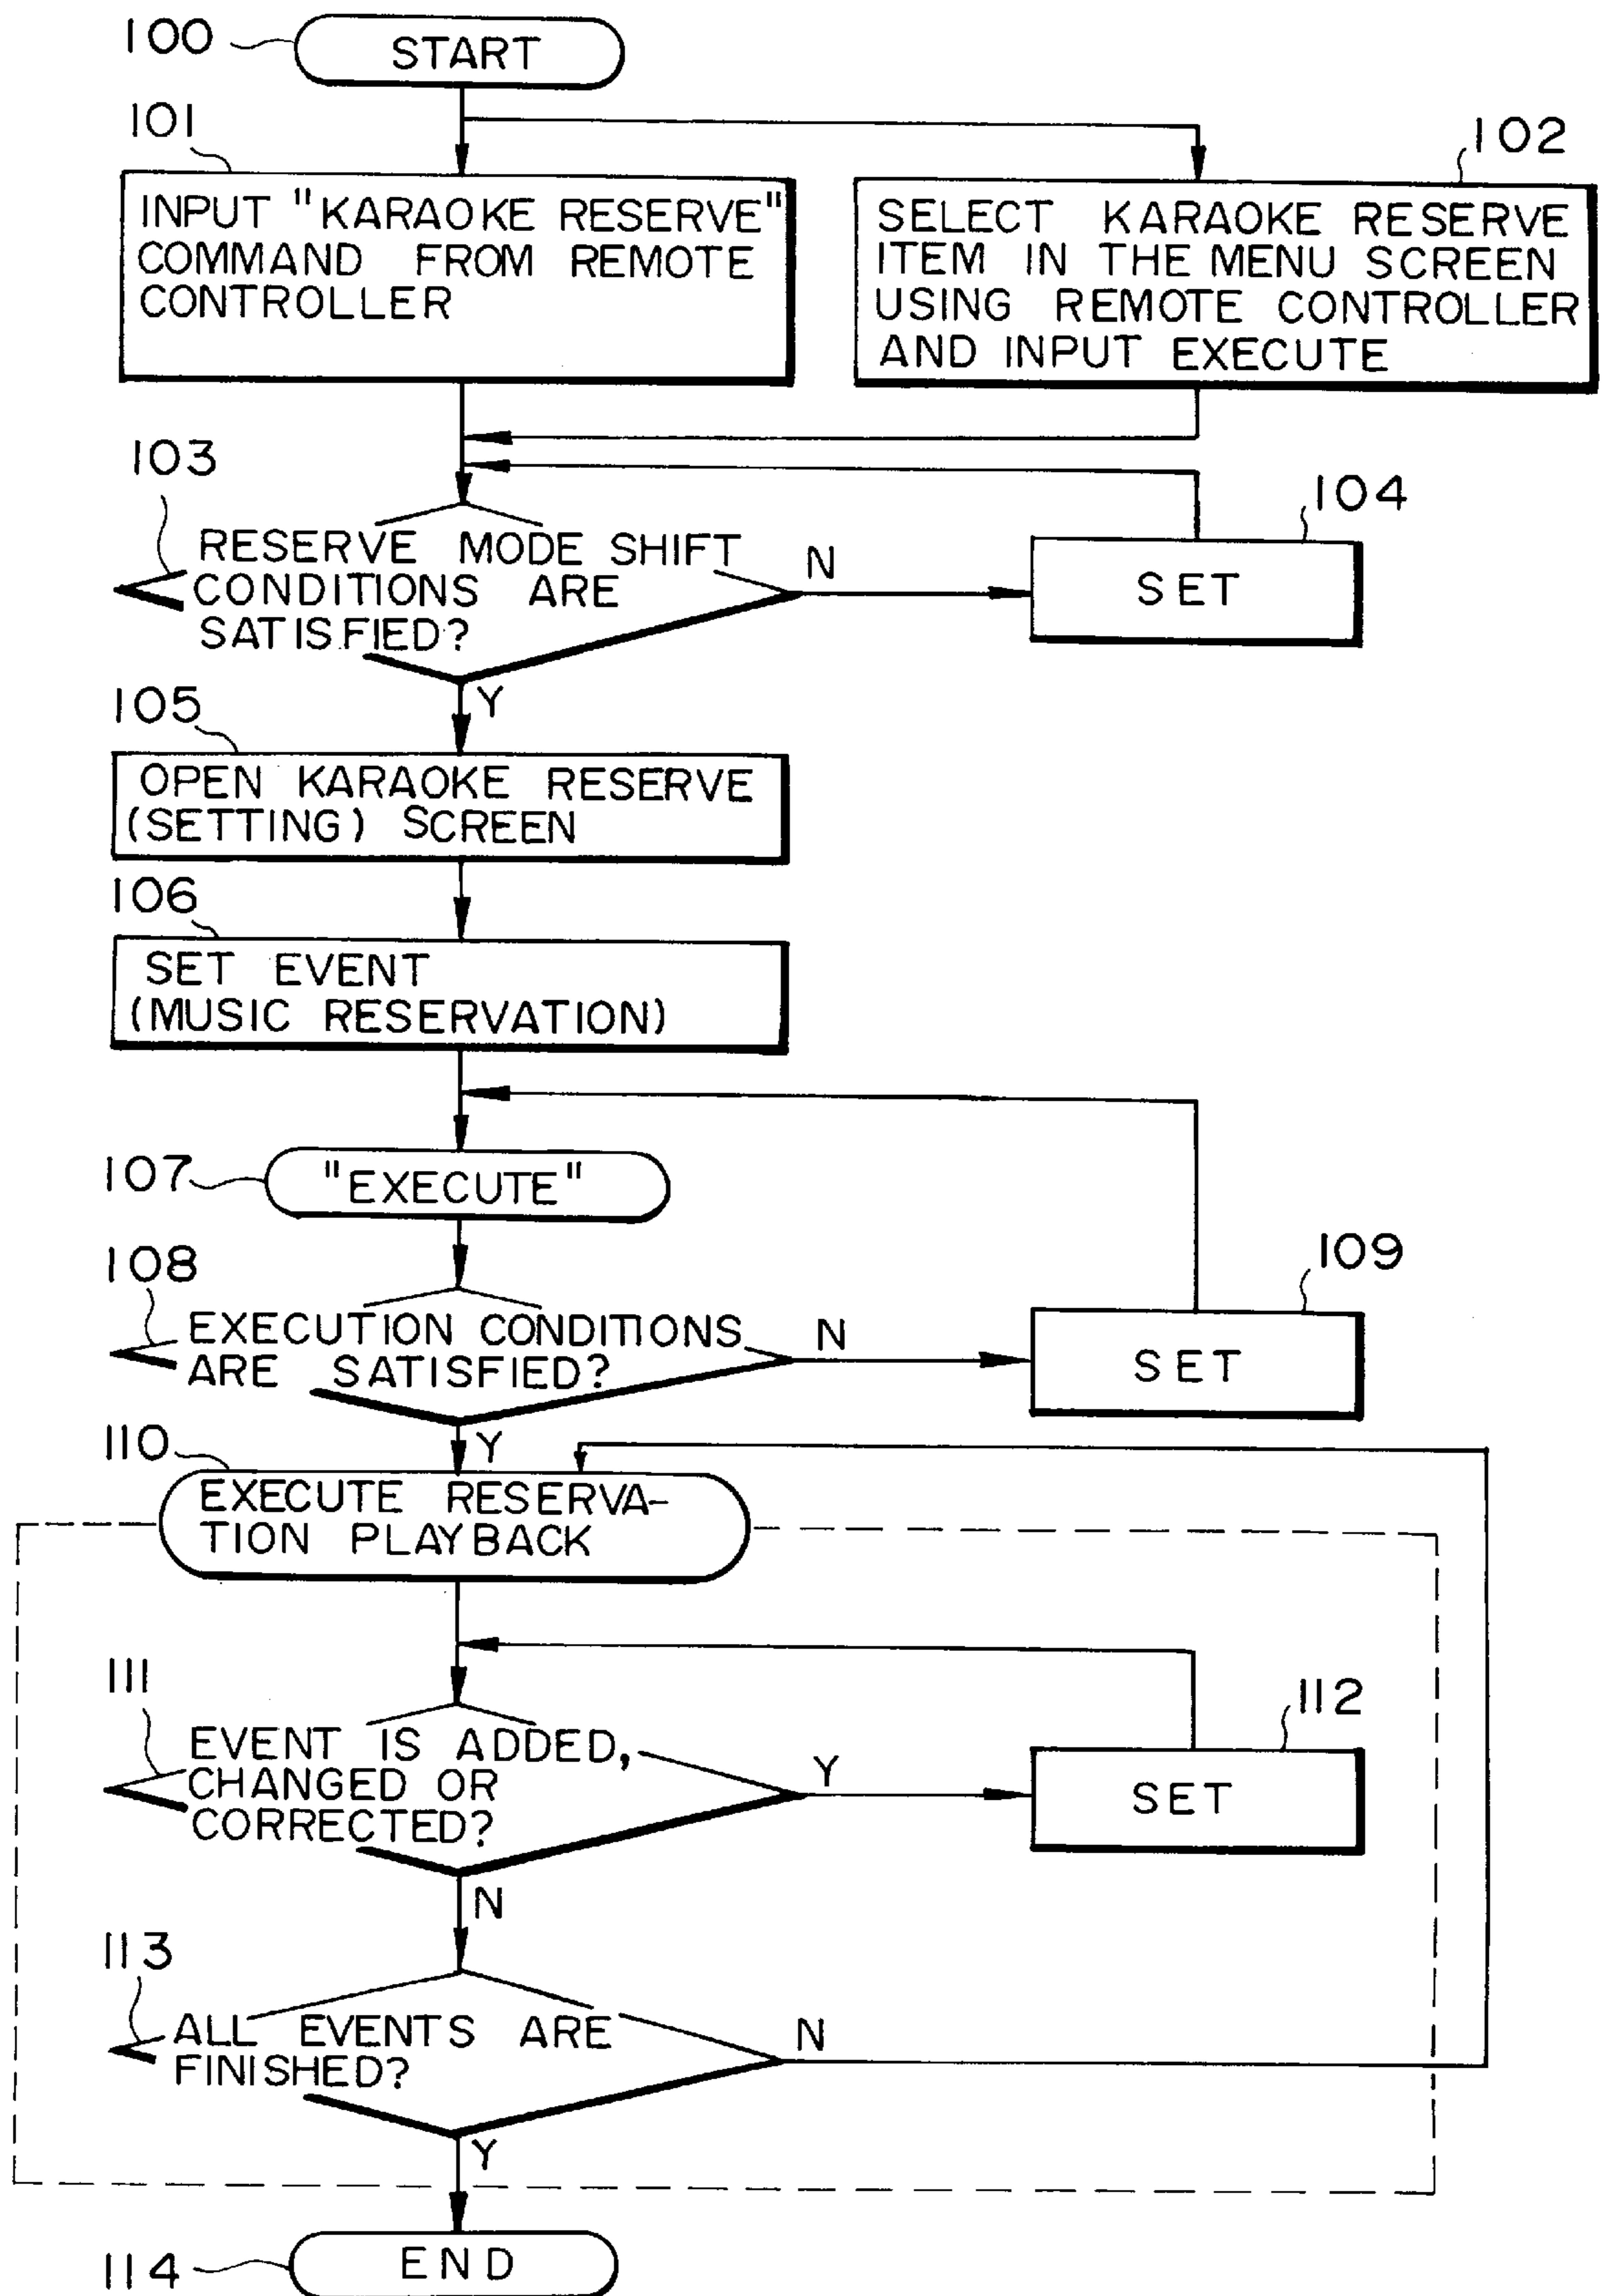 100
START
101
102
INPUT "KARAOKE RESERVE"
COMMAND FROM REMOTE
CONTROLLER
SELECT KARAOKE RESERVE
ITEM IN THE MENU SCREEN
USING REMOTE CONTROLLER
AND INPUT EXECUTE
103
104
RESERVE MODE SHIFT
CONDITIONS ARE
SATISFIED?
N
SET
Y
105
OPEN KARAOKE RESERVE
(SETTING) SCREEN
106
SET EVENT
(MUSIC RESERVATION)
107
"EXECUTE"
108
109
EXECUTION CONDITIONS
ARE SATISFIED?
N
SET
Y
110
EXECUTE RESERVA-
TION PLAYBACK
111
112
EVENT IS ADDED,
CHANGED OR
CORRECTED?
Y
SET
N
113
ALL EVENTS ARE
FINISHED?
N
Y
114
END